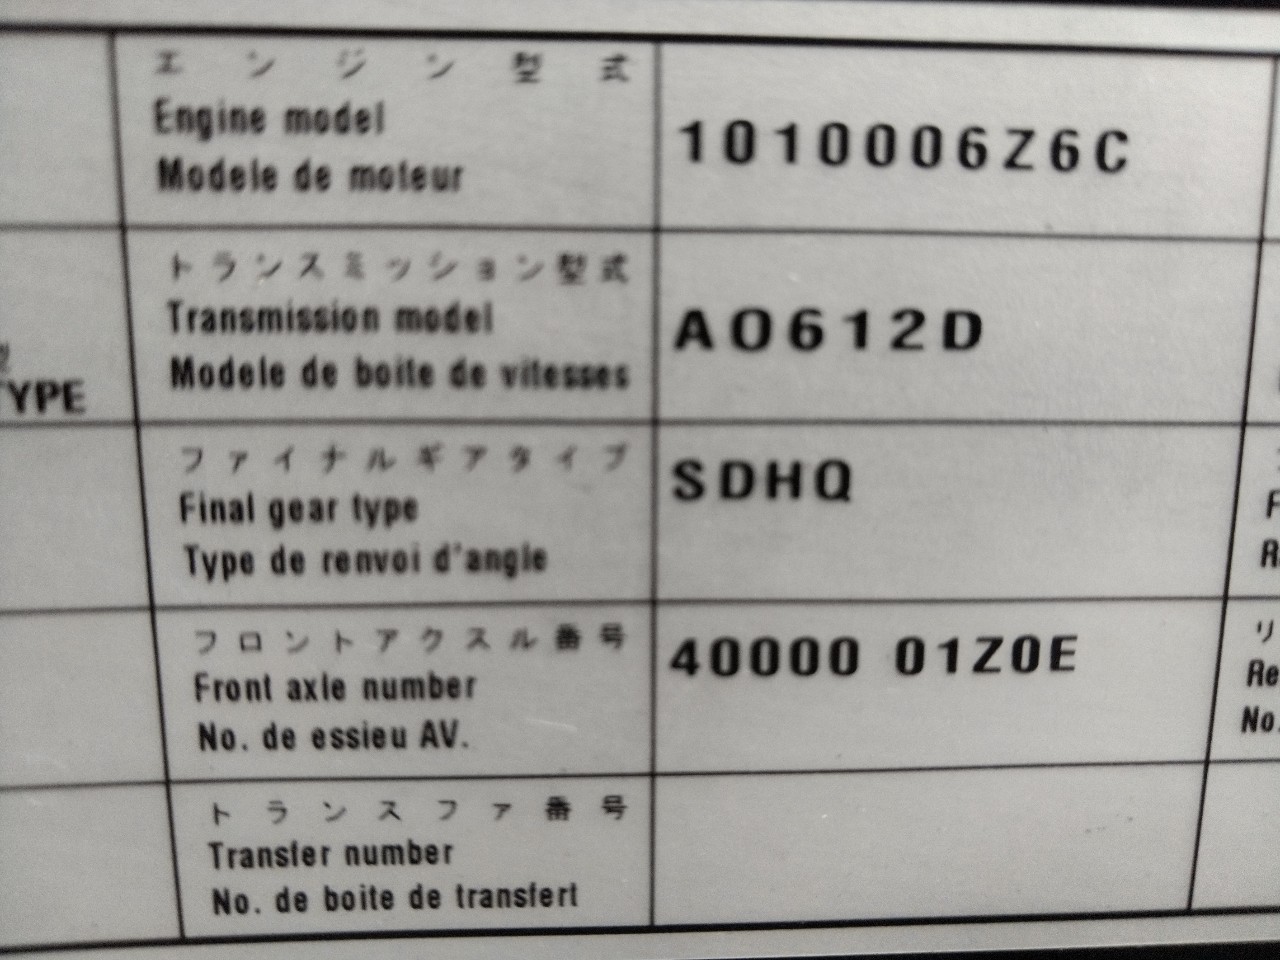 エンジン型式
Engine model
Modele de moteur
1010006Z6C
トランスミッション型式
Transmission model
Modele de boite de vitesses
AO612D
TYPE
ファイナルギアタイプ
Final gear type
Type de renvoi d'angle
SDHQ
フロントアクスル番号
Front axle number
No. de essieu AV.
40000 01Z0E
リ
Re
No.
トランスファ番号
Transfer number
No. de boite de transfert